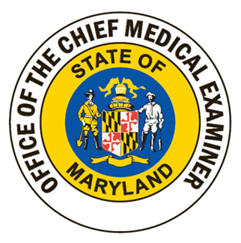 OFFICE OF THE CHIEF MEDICAL EXAMINER
STATE OF
MARYLAND